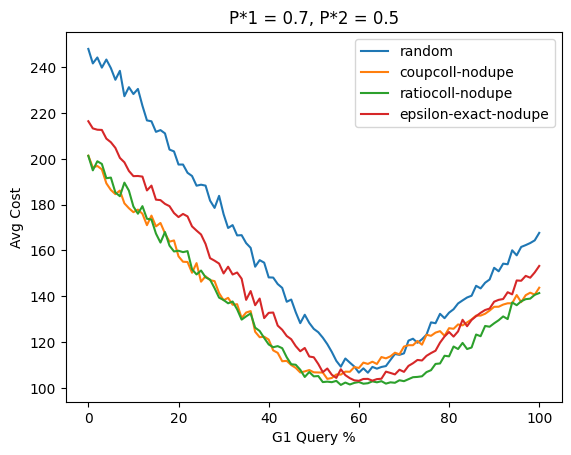 P*1 = 0.7, P*2 = 0.5
random
coupcoll-nodupe
ratiocoll-nodupe
epsilon-exact-nodupe
Avg Cost
240
220
200
180
160
140
120
100
0
20
40
60
80
100
G1 Query %